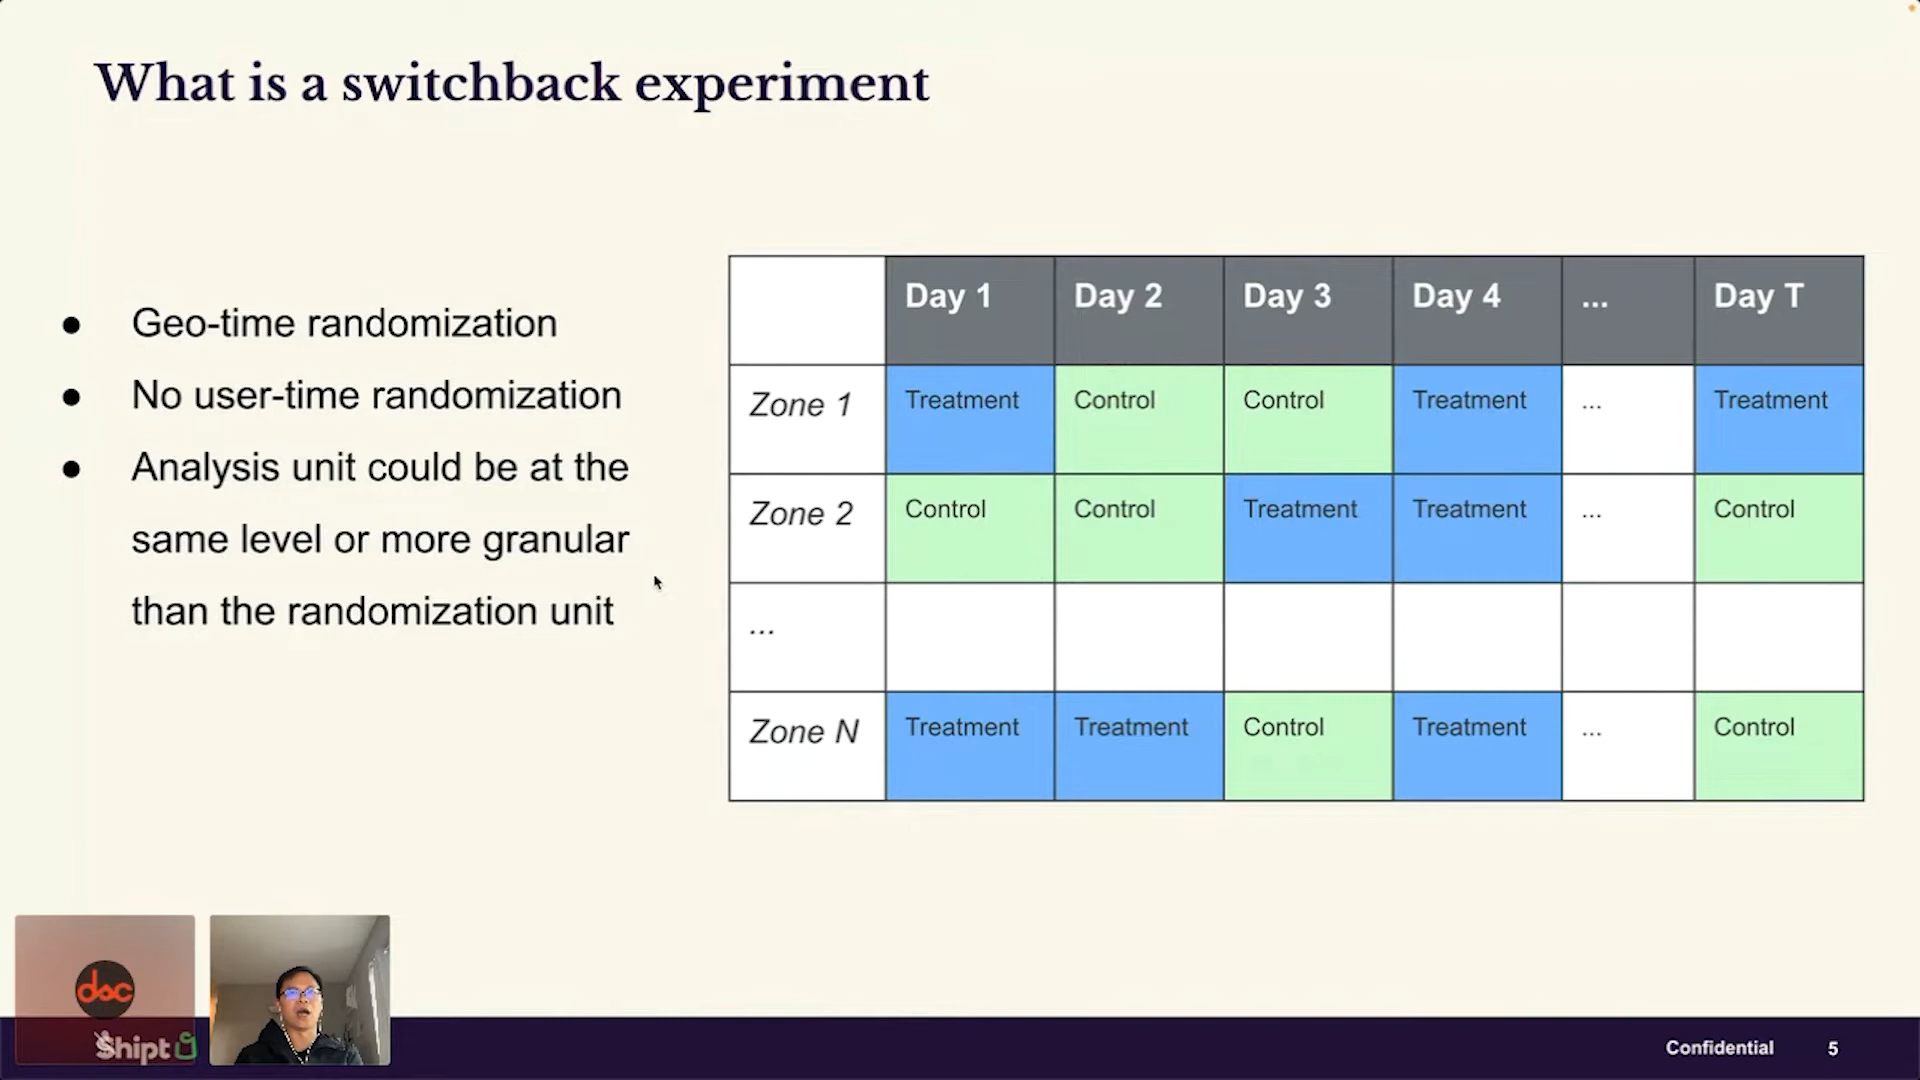 What is a switchback experiment
● Geo-time randomization
● No user-time randomization
● Analysis unit could be at the
same level or more granular
than the randomization unit
Day 1 Day 2 Day 3 Day 4 ... Day T
Zone 1 Treatment Control Control Treatment ... Treatment
Zone 2 Control Control Treatment Treatment ... Control
...
Zone N Treatment Treatment Control Treatment ... Control
dsc
Shipt
Confidential 5